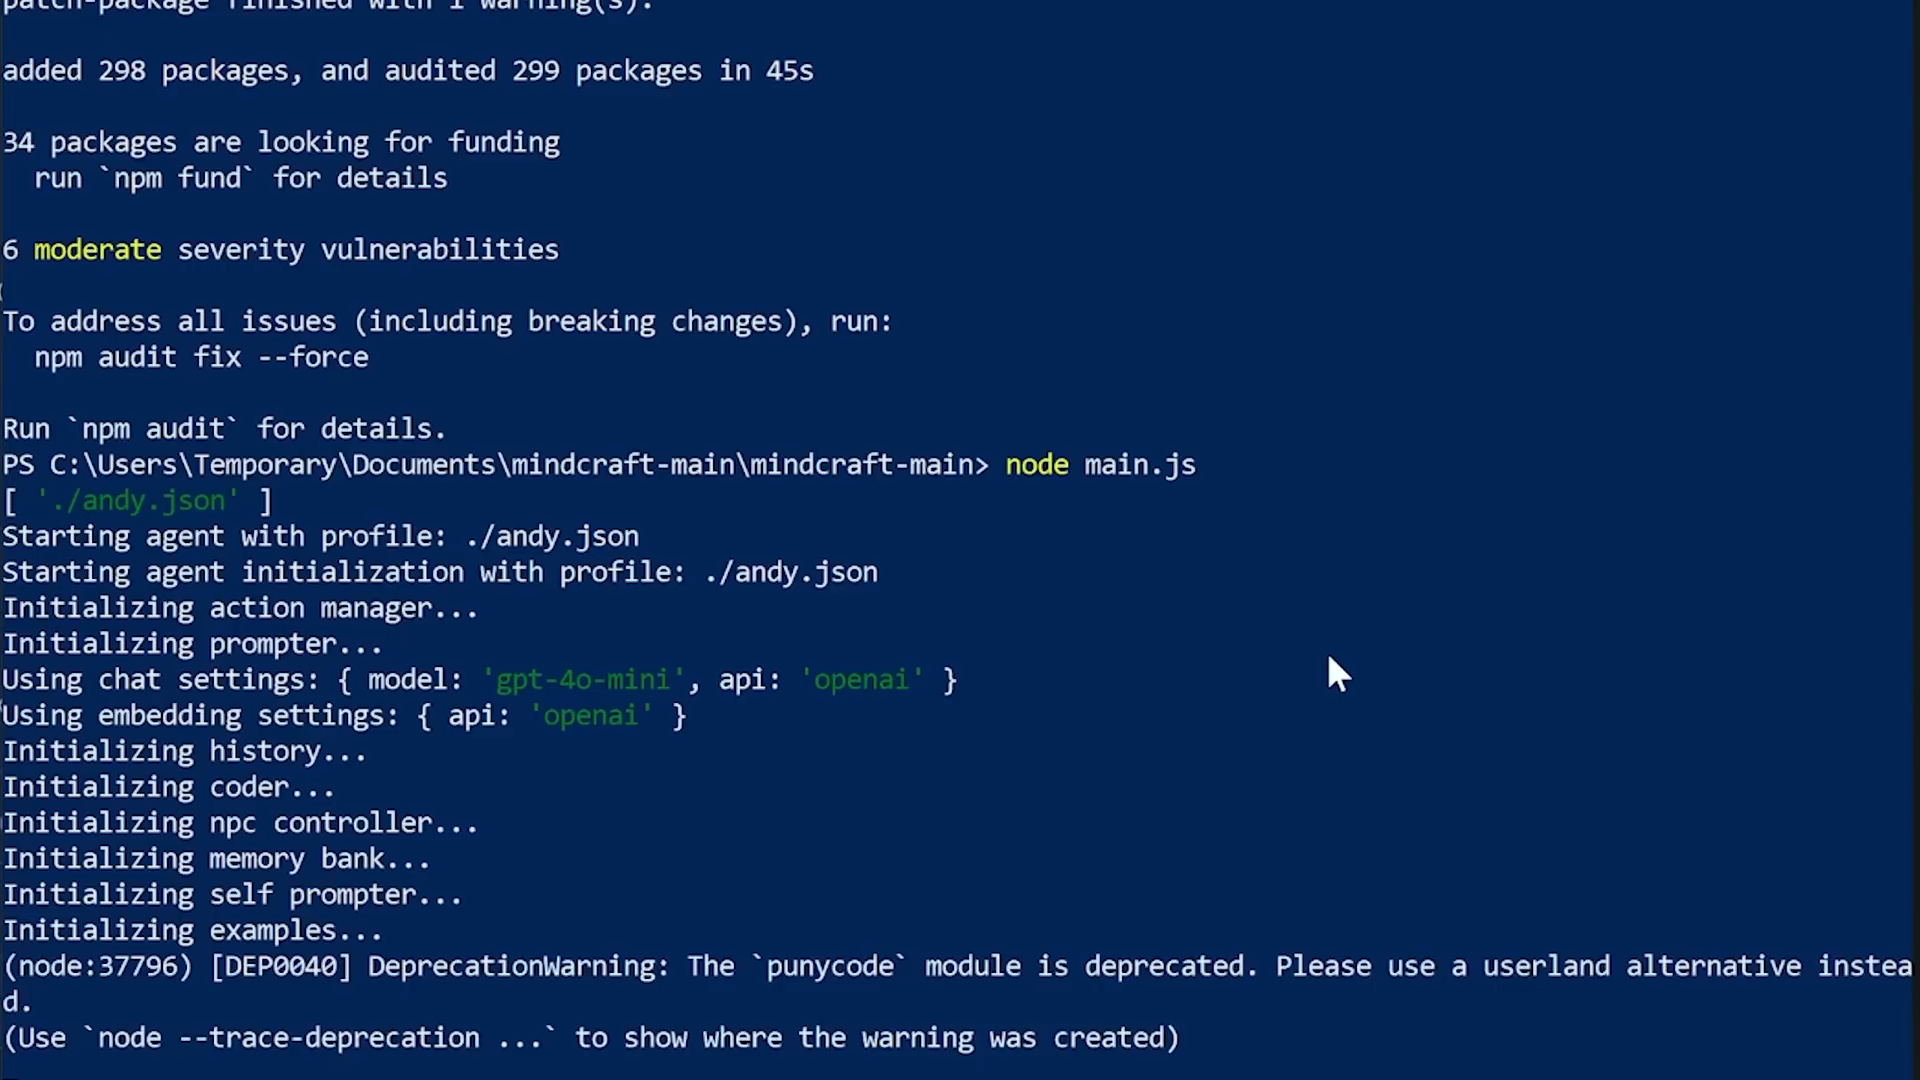 patch-package finished with 1 warning(s).
added 298 packages, and audited 299 packages in 45s
34 packages are looking for funding
  run `npm fund` for details
6 moderate severity vulnerabilities
To address all issues (including breaking changes), run:
  npm audit fix --force
Run `npm audit` for details.
PS C:\Users\Temporary\Documents\mindcraft-main\mindcraft-main> node main.js
[ './andy.json' ]
Starting agent with profile: ./andy.json
Starting agent initialization with profile: ./andy.json
Initializing action manager...
Initializing prompter...
Using chat settings: { model: 'gpt-4o-mini', api: 'openai' }
Using embedding settings: { api: 'openai' }
Initializing history...
Initializing coder...
Initializing npc controller...
Initializing memory bank...
Initializing self prompter...
Initializing examples...
(node:37796) [DEP0040] DeprecationWarning: The `punycode` module is deprecated. Please use a userland alternative instea
d.
(Use `node --trace-deprecation ...` to show where the warning was created)